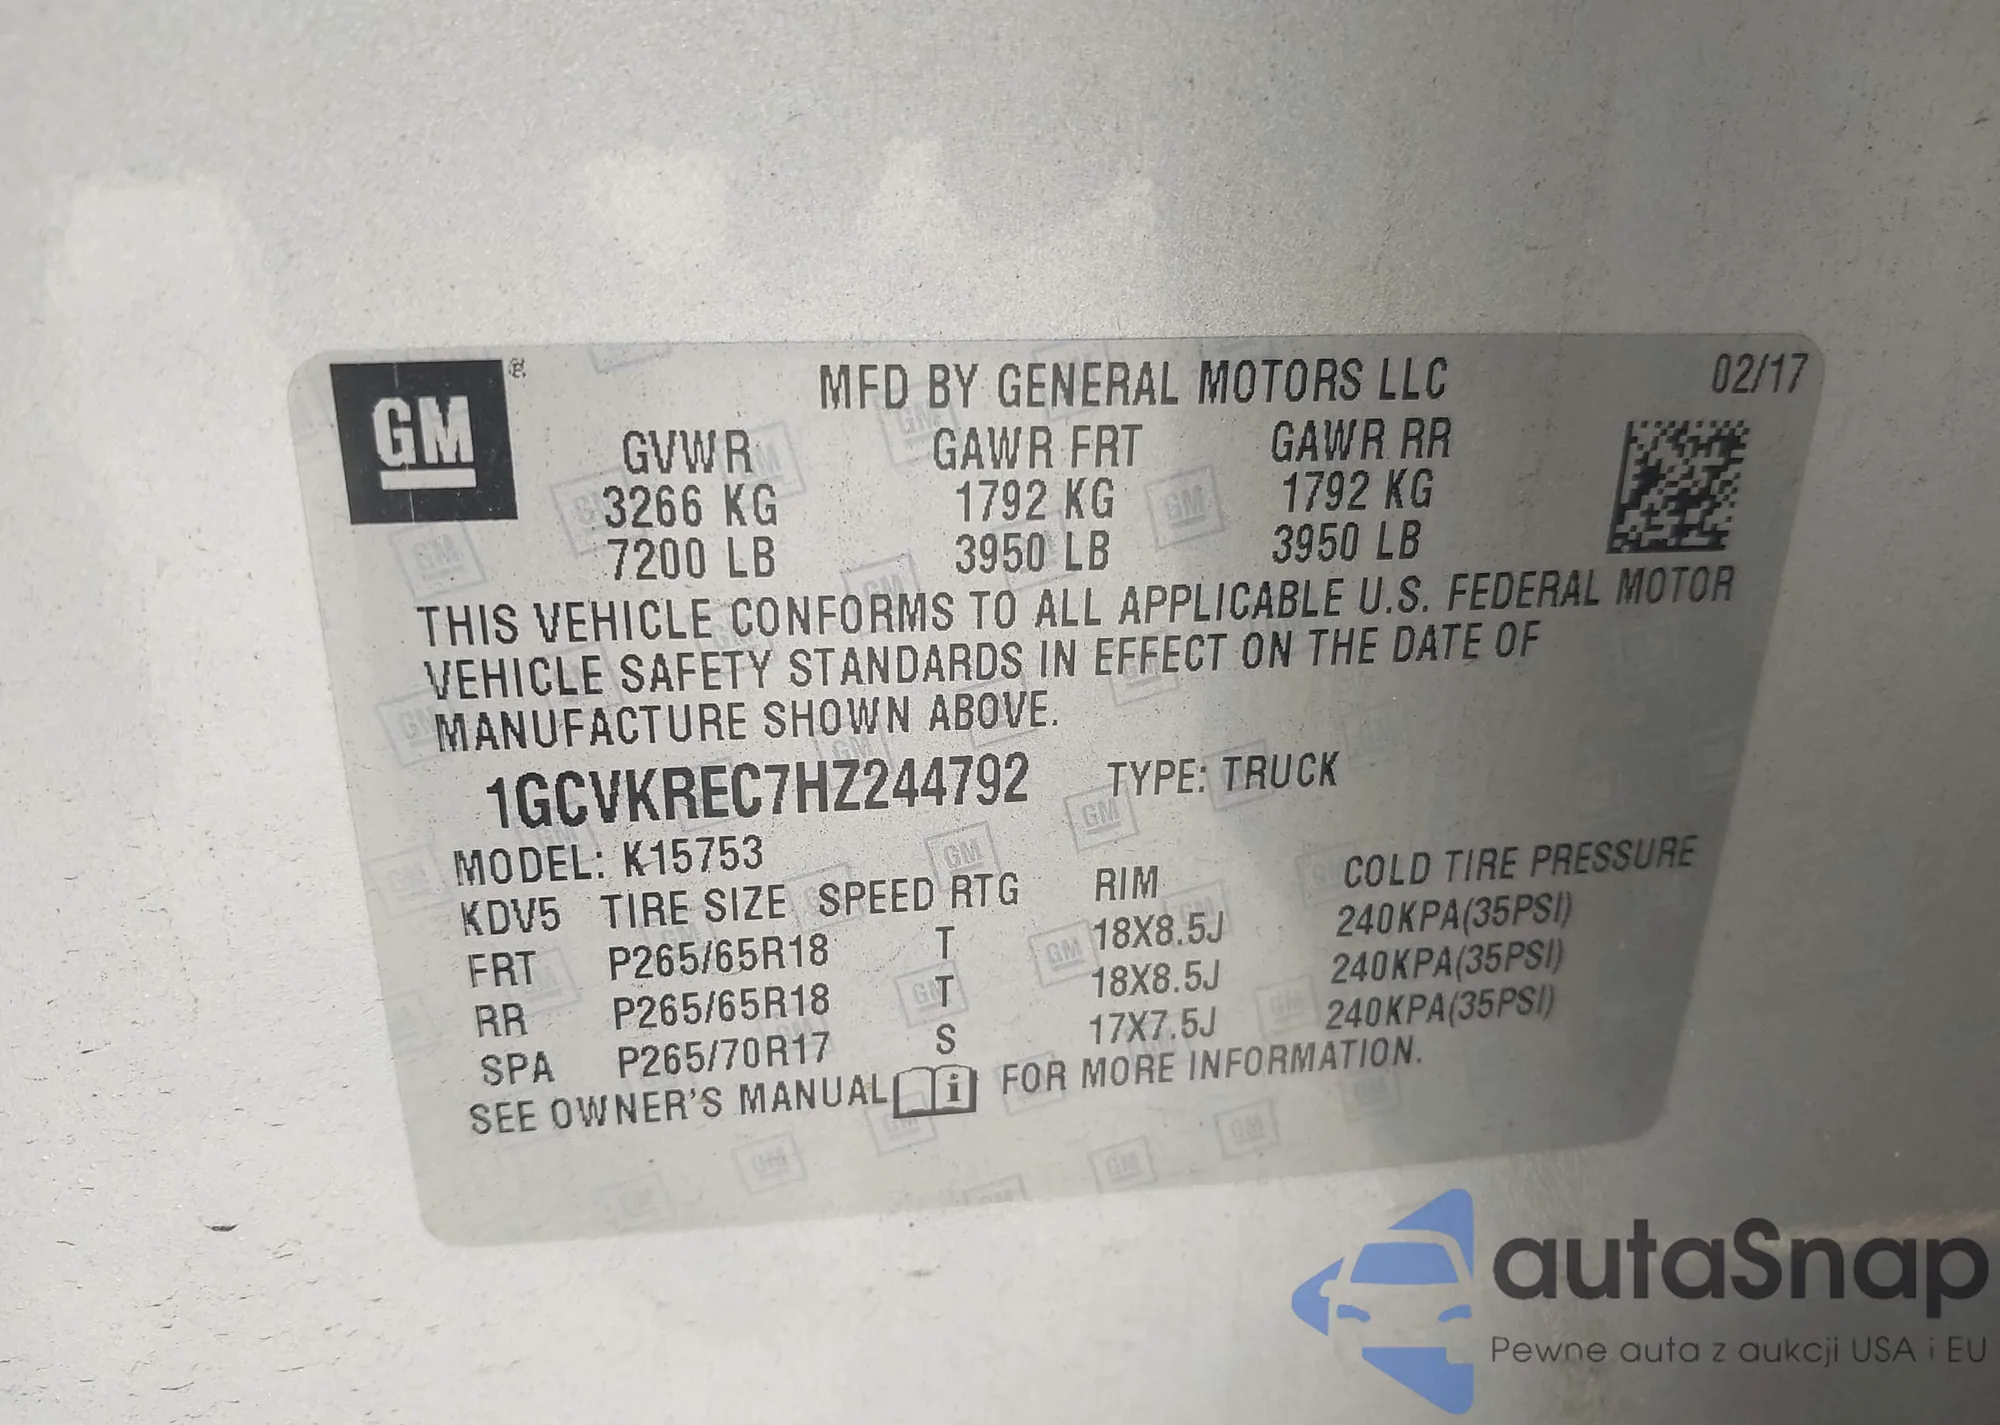 GM ®
MFD BY GENERAL MOTORS LLC 02/17
GVWR GAWR FRT GAWR RR
3266 KG 1792 KG 1792 KG
7200 LB 3950 LB 3950 LB
THIS VEHICLE CONFORMS TO ALL APPLICABLE U.S. FEDERAL MOTOR
VEHICLE SAFETY STANDARDS IN EFFECT ON THE DATE OF
MANUFACTURE SHOWN ABOVE.
1GCVKREC7HZ244792 TYPE: TRUCK
MODEL: K15753
KDV5 TIRE SIZE SPEED RTG RIM COLD TIRE PRESSURE
FRT P265/65R18 T 18X8.5J 240KPA(35PSI)
RR P265/65R18 T 18X8.5J 240KPA(35PSI)
SPA P265/70R17 S 17X7.5J 240KPA(35PSI)
SEE OWNER'S MANUAL i FOR MORE INFORMATION.
autaSnap
Pewne auta z aukcji USA i EU